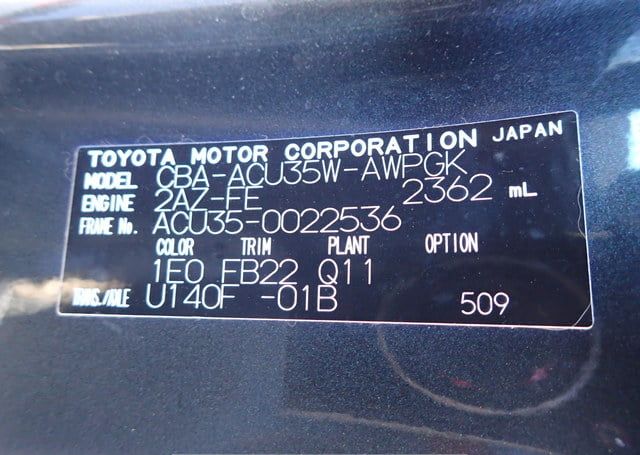 TOYOTA MOTOR CORPORATION JAPAN
MODEL CBA-ACU35W-AWPGK
ENGINE 2AZ-FE 2362 mL
FRAME No. ACU35-0022536
COLOR TRIM PLANT OPTION
1E0 FB22 Q11
TRANS./AXLE U140F -01B 509